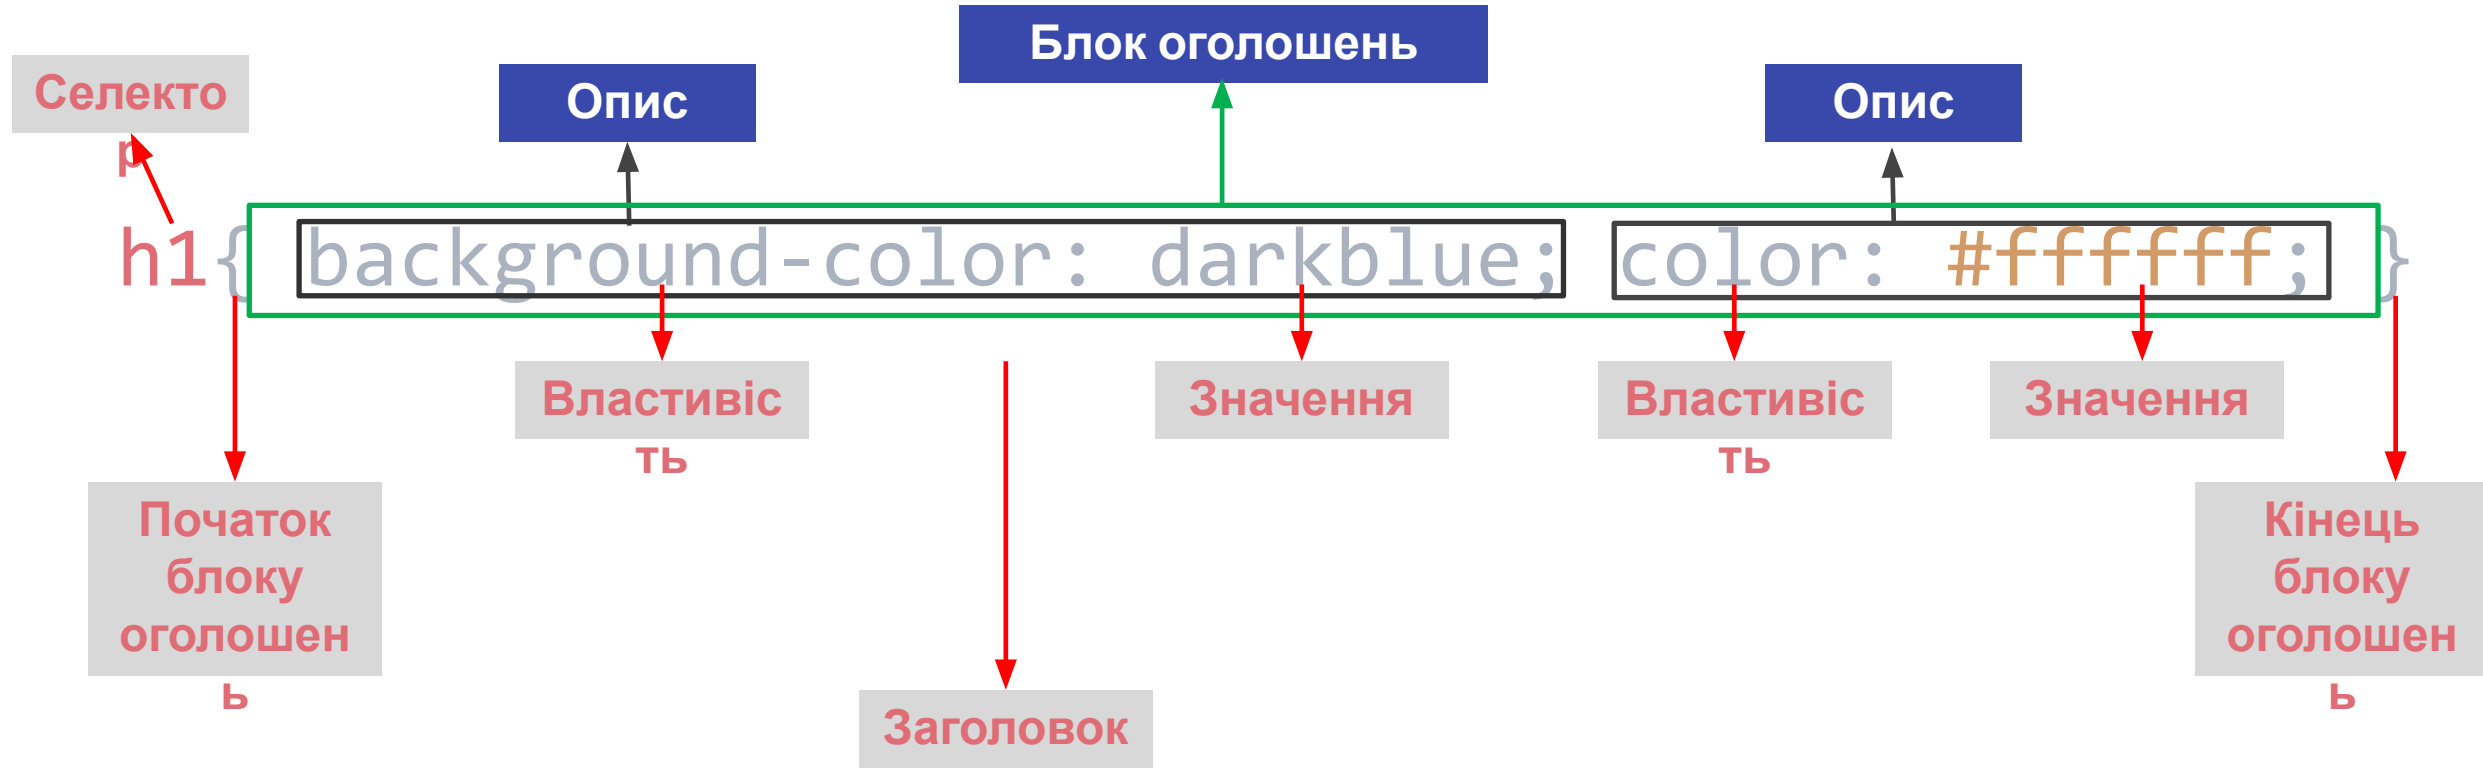 Блок оголошень
Селекто
р
Опис
Опис
h1{ background-color: darkblue; color: #ffffff; }
Властивіс
ть
Значення
Властивіс
ть
Значення
Початок
блоку
оголошен
ь
Кінець
блоку
оголошен
ь
Заголовок